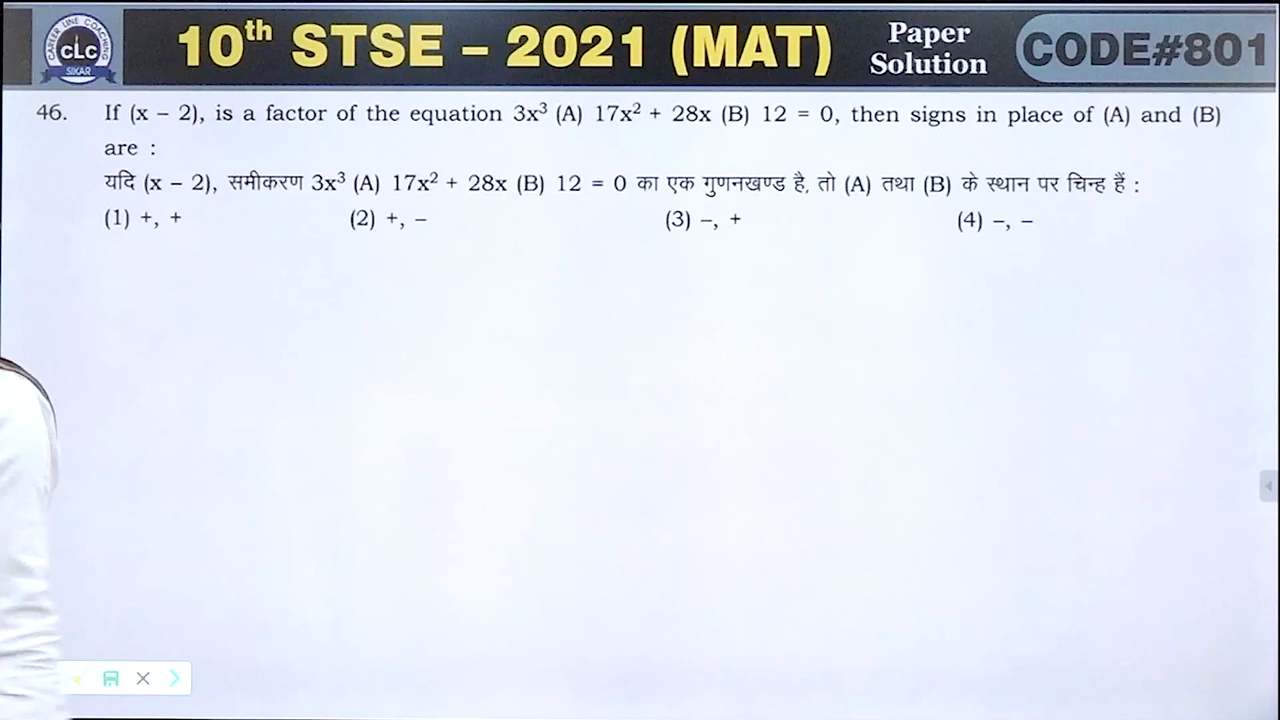 CAREER LINE COACHING
CLC
SIKAR
10th STSE – 2021 (MAT)
Paper
Solution
CODE#801
46. If (x – 2), is a factor of the equation 3x³ (A) 17x² + 28x (B) 12 = 0, then signs in place of (A) and (B)
are :
यदि (x – 2), समीकरण 3x³ (A) 17x² + 28x (B) 12 = 0 का एक गुणनखण्ड है, तो (A) तथा (B) के स्थान पर चिन्ह हैं :
(1) +, + (2) +, – (3) –, + (4) –, –